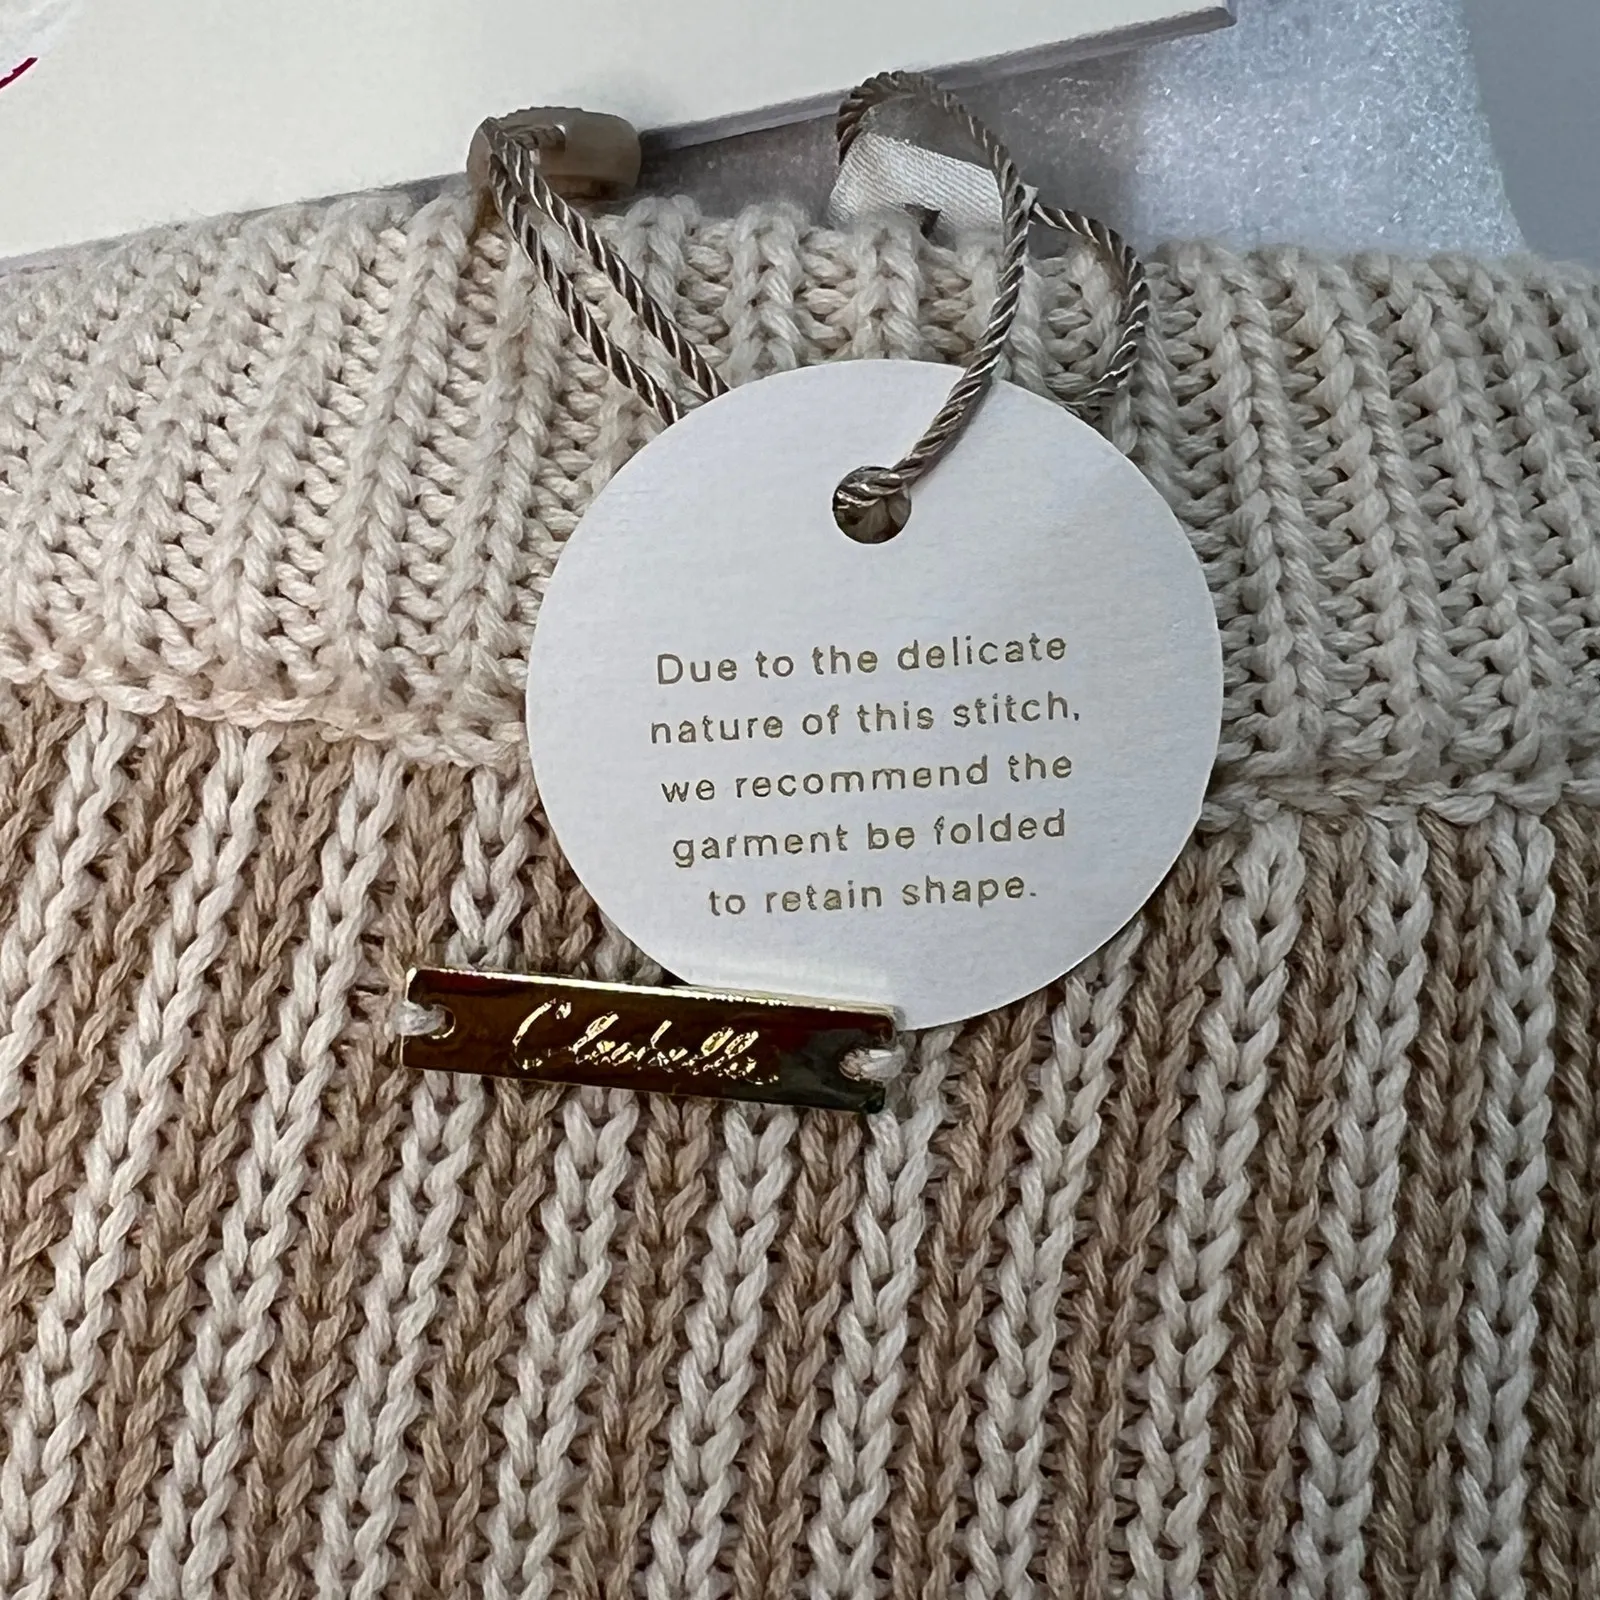 Due to the delicate
nature of this stitch,
we recommend the
garment be folded
to retain shape.